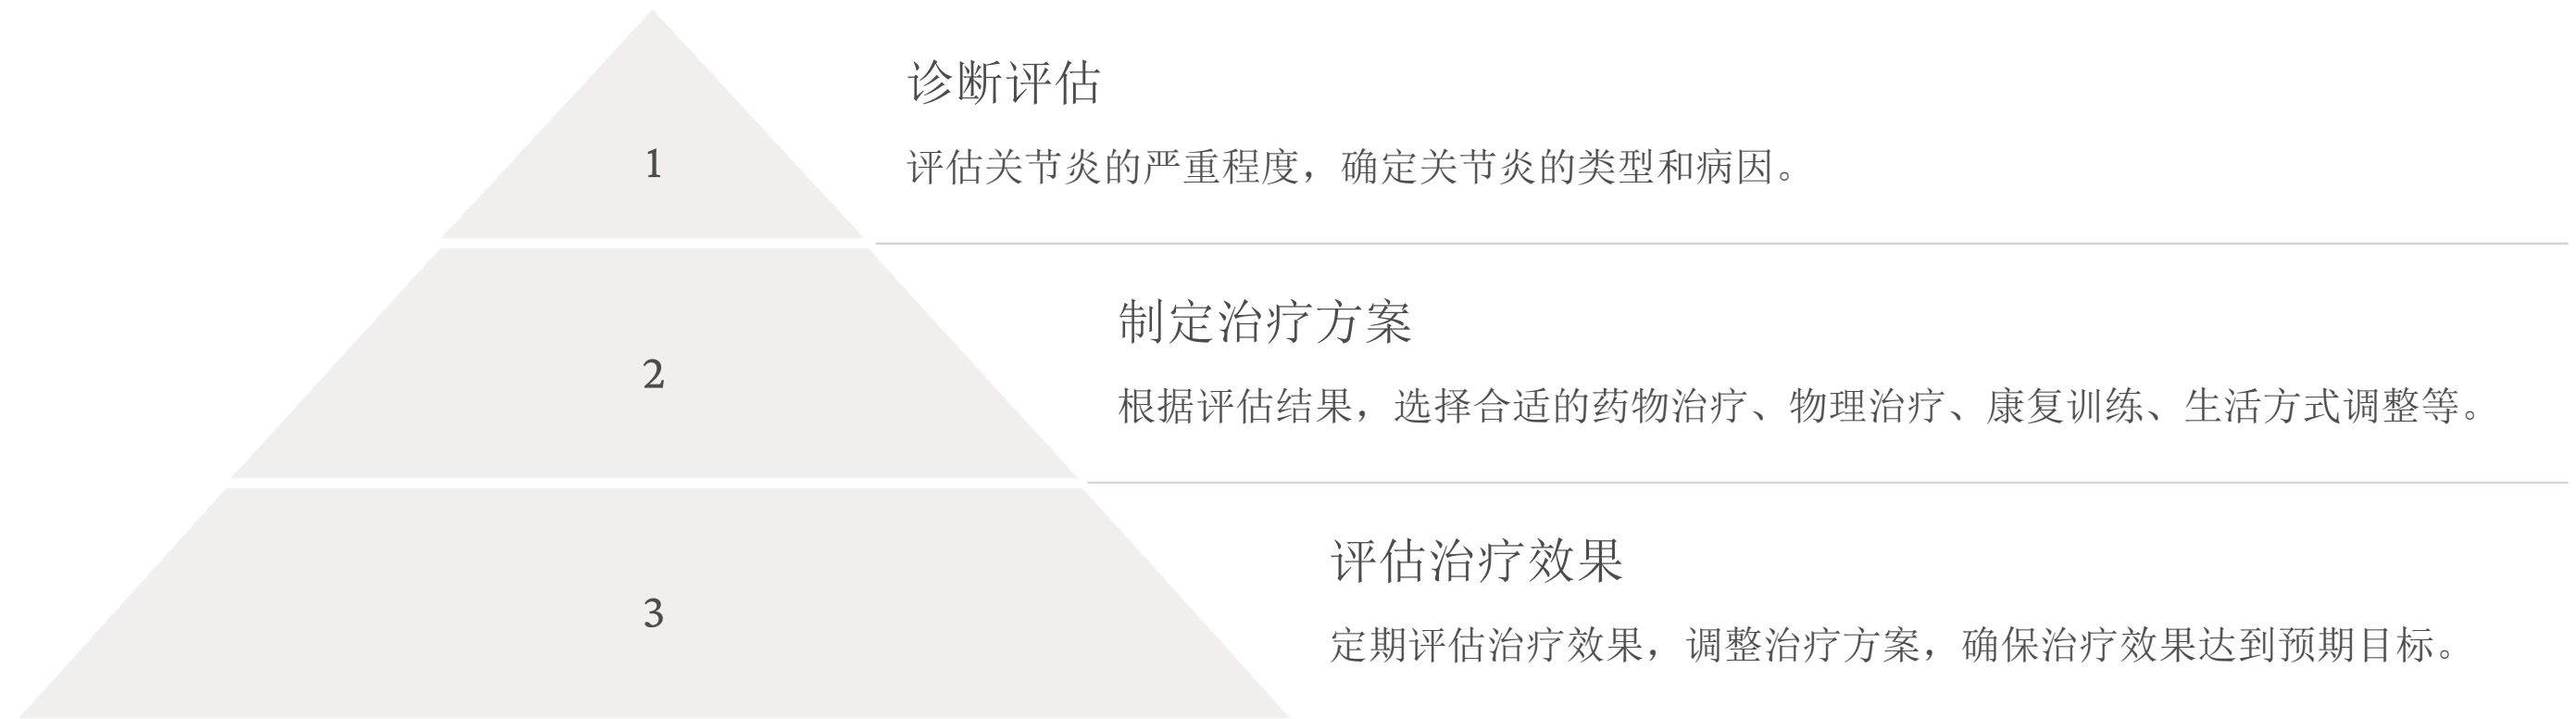 诊断评估
1
评估关节炎的严重程度，确定关节炎的类型和病因。
制定治疗方案
2
根据评估结果，选择合适的药物治疗、物理治疗、康复训练、生活方式调整等。
评估治疗效果
3
定期评估治疗效果，调整治疗方案，确保治疗效果达到预期目标。